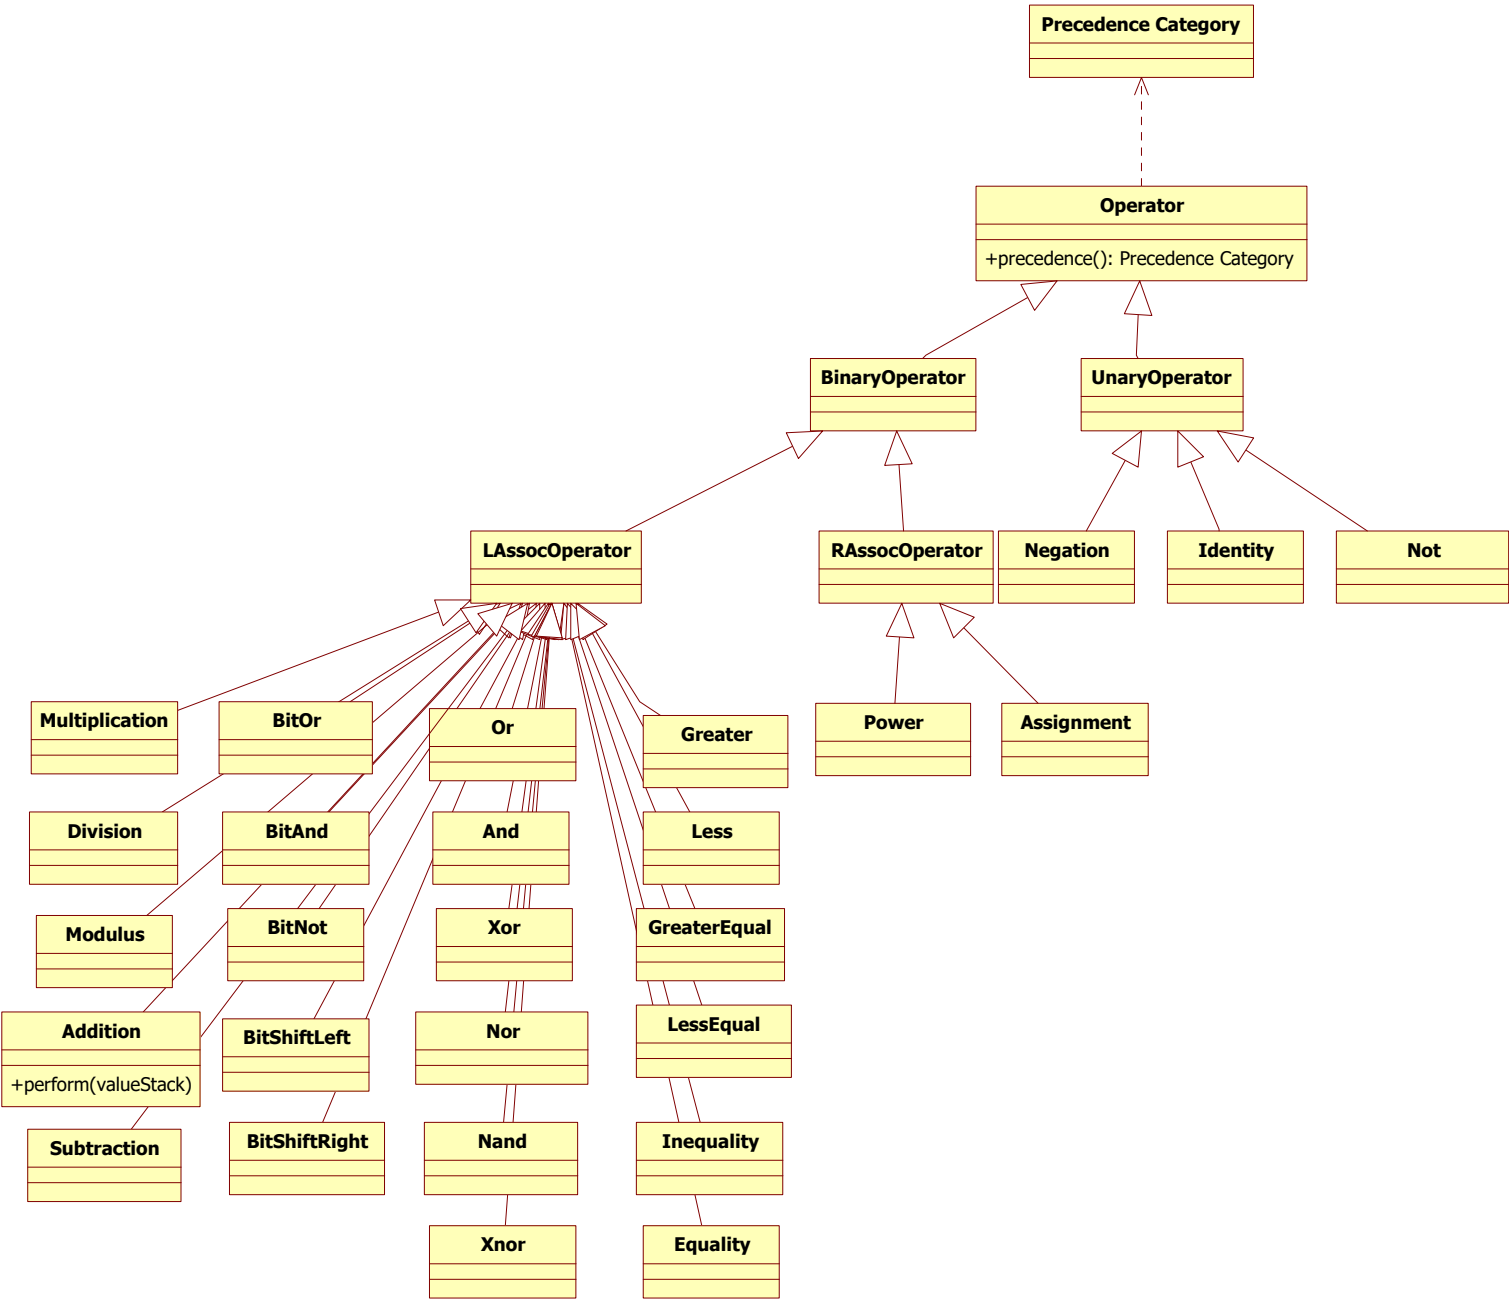 Precedence Category
Operator
+precedence(): Precedence Category
BinaryOperator
UnaryOperator
LAssocOperator
RAssocOperator
Negation
Identity
Not
Multiplication
BitOr
Or
Greater
Power
Assignment
Division
BitAnd
And
Less
Modulus
BitNot
Xor
GreaterEqual
Addition
+perform(valueStack)
BitShiftLeft
Nor
LessEqual
Subtraction
BitShiftRight
Nand
Inequality
Xnor
Equality